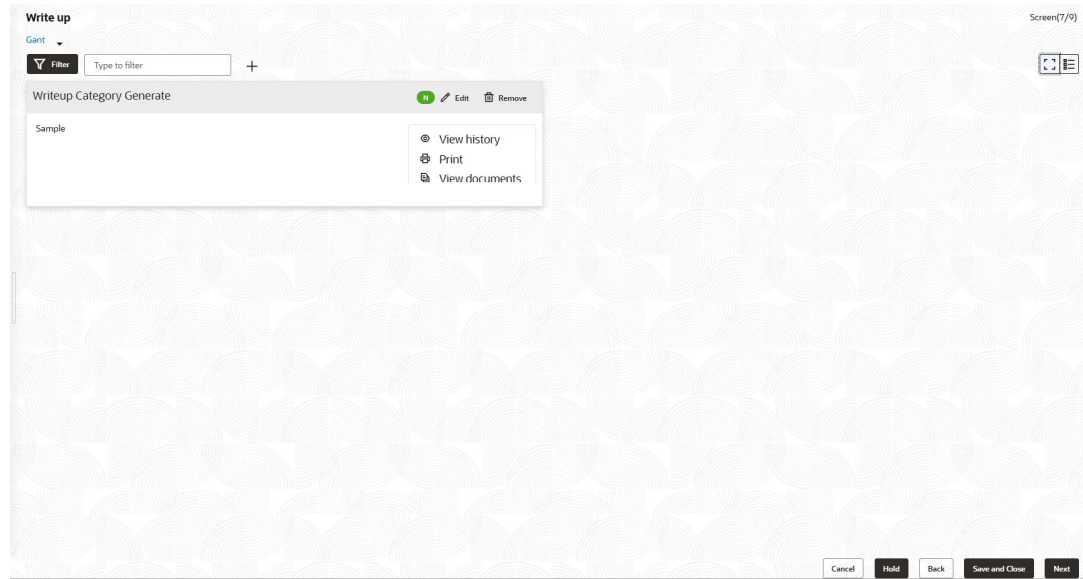 Write up
Screen(7/9)
Gant
Filter
Type to filter
Writeup Category Generate
N
Edit
Remove
Sample
View history
Print
View documents
Cancel
Hold
Back
Save and Close
Next